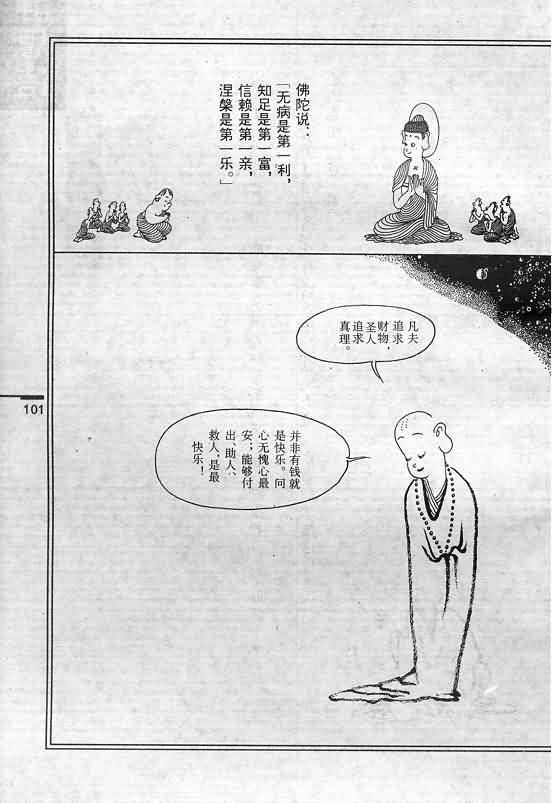 佛陀说：
「无病是第一利，
知足是第一富，
信赖是第一亲，
涅槃是第一乐。」
凡夫
追求
财物，
圣人
追求
真理。
并非有钱就
是快乐。问
心无愧心最
安；能够付
出、助人、
救人，是最
快乐！
101